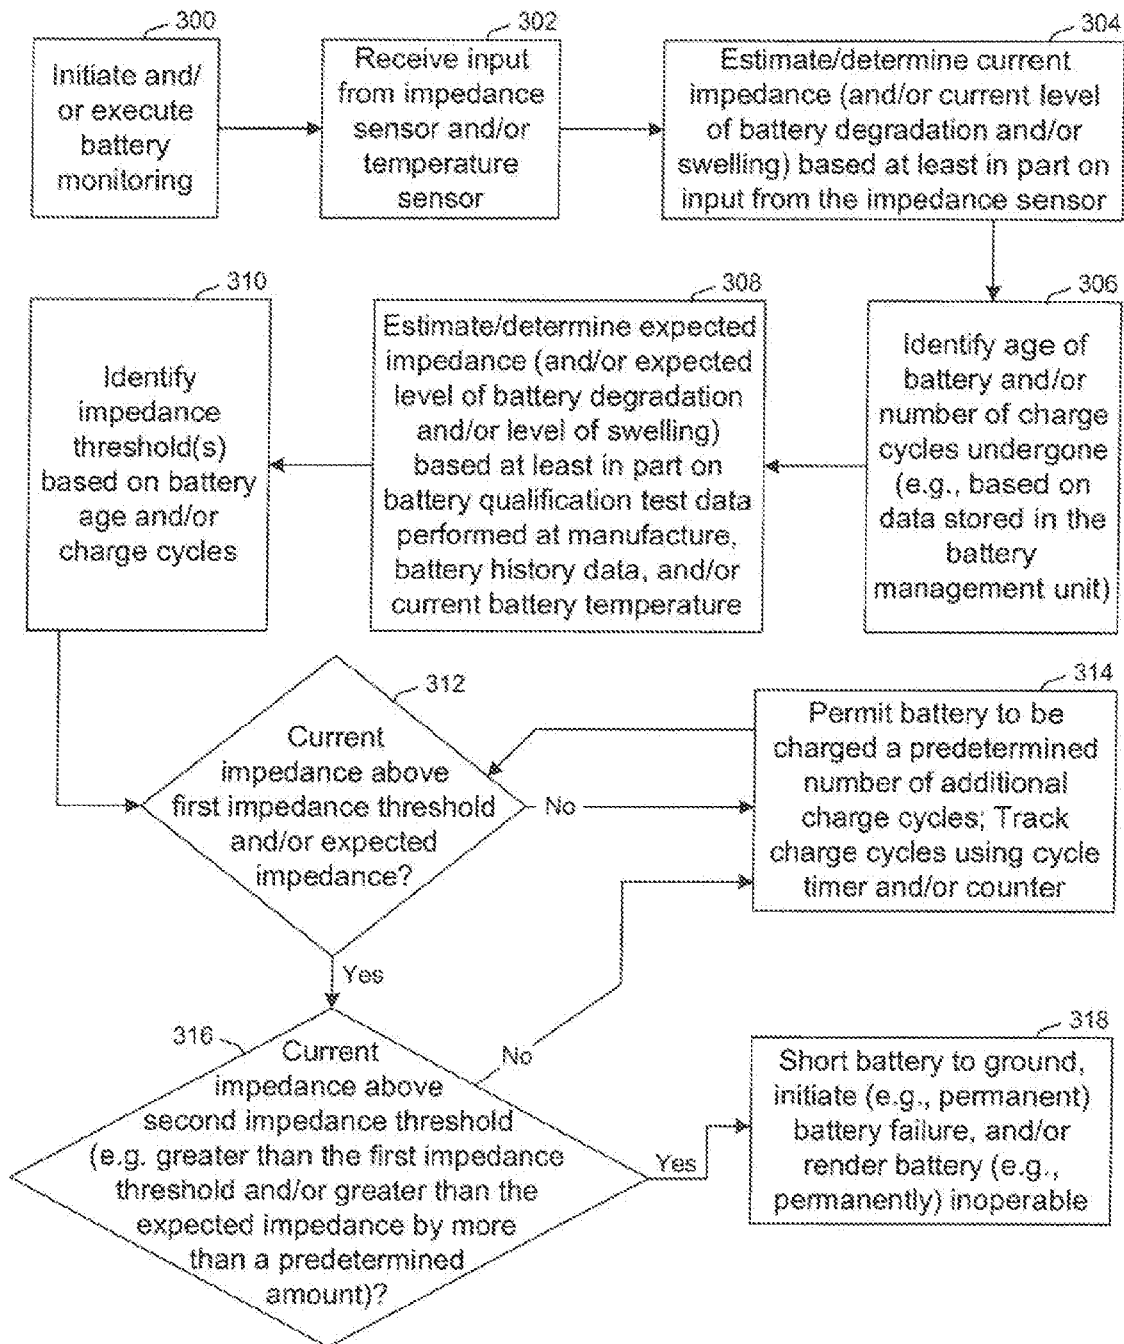 300
Initiate and/
or execute
battery
monitoring
302
Receive input
from impedance
sensor and/or
temperature
sensor
304
Estimate/determine current
impedance (and/or current level
of battery degradation and/or
swelling) based at least in part on
input from the impedance sensor
306
Identify age of
battery and/or
number of charge
cycles undergone
(e.g., based on
data stored in the
battery
management unit)
308
Estimate/determine expected
impedance (and/or expected
level of battery degradation
and/or level of swelling)
based at least in part on
battery qualification test data
performed at manufacture,
battery history data, and/or
current battery temperature
310
Identify
impedance
threshold(s)
based on battery
age and/or
charge cycles
312
Current
impedance above
first impedance threshold
and/or expected
impedance?
No
Yes
314
Permit battery to be
charged a predetermined
number of additional
charge cycles; Track
charge cycles using cycle
timer and/or counter
316
Current
impedance above
second impedance threshold
(e.g. greater than the first impedance
threshold and/or greater than the
expected impedance by more
than a predetermined
amount)?
No
Yes
318
Short battery to ground,
initiate (e.g., permanent)
battery failure, and/or
render battery (e.g.,
permanently) inoperable